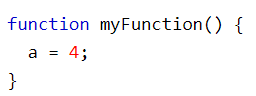 function myFunction() {
  a = 4;
}